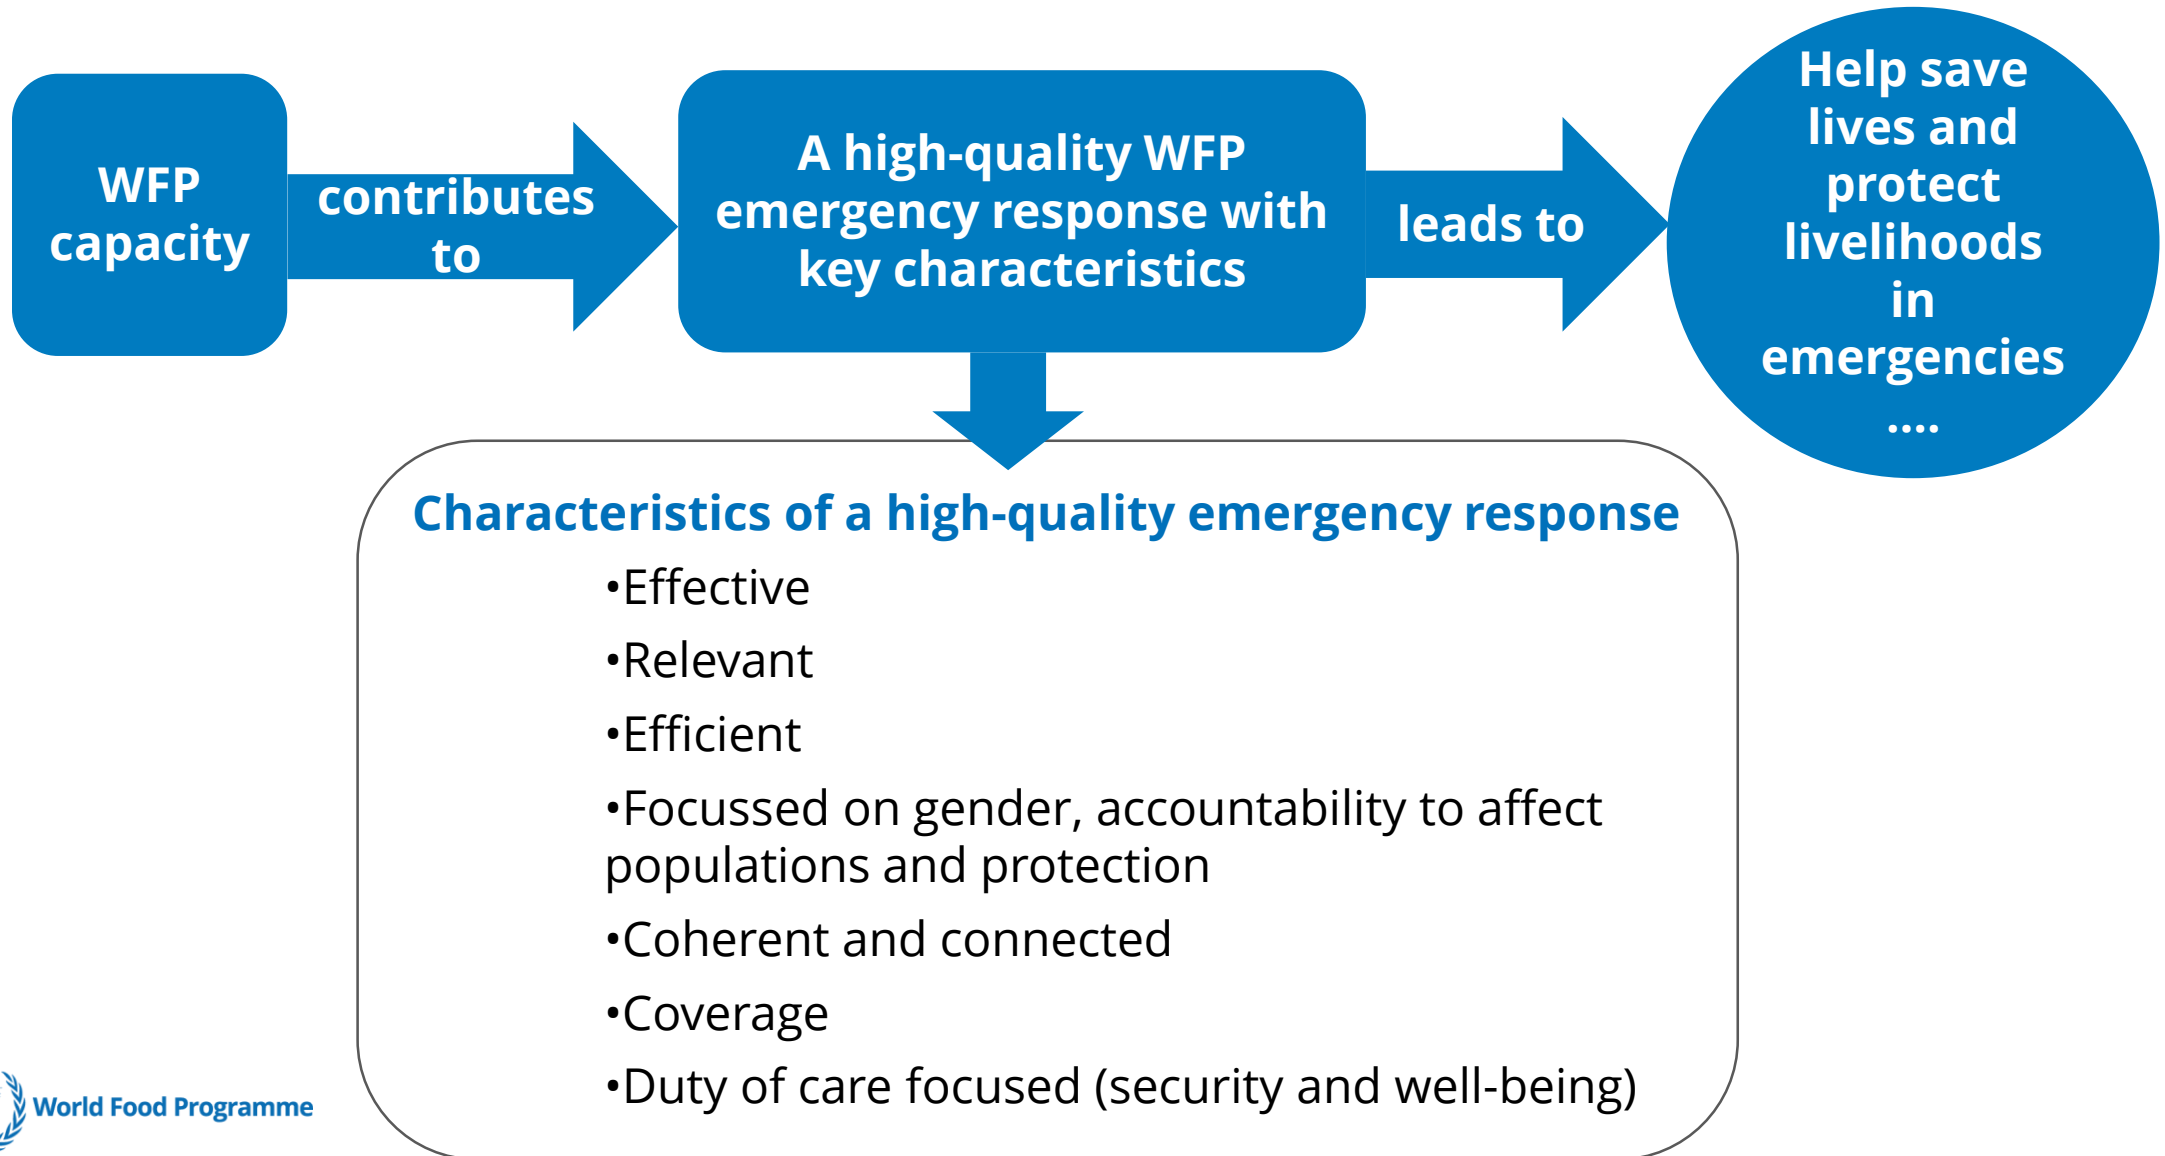 WFP
capacity
contributes
to
A high-quality WFP
emergency response with
key characteristics
leads to
Help save
lives and
protect
livelihoods
in
emergencies
....
Characteristics of a high-quality emergency response
•Effective
•Relevant
•Efficient
•Focussed on gender, accountability to affect
populations and protection
•Coherent and connected
•Coverage
•Duty of care focused (security and well-being)
World Food Programme